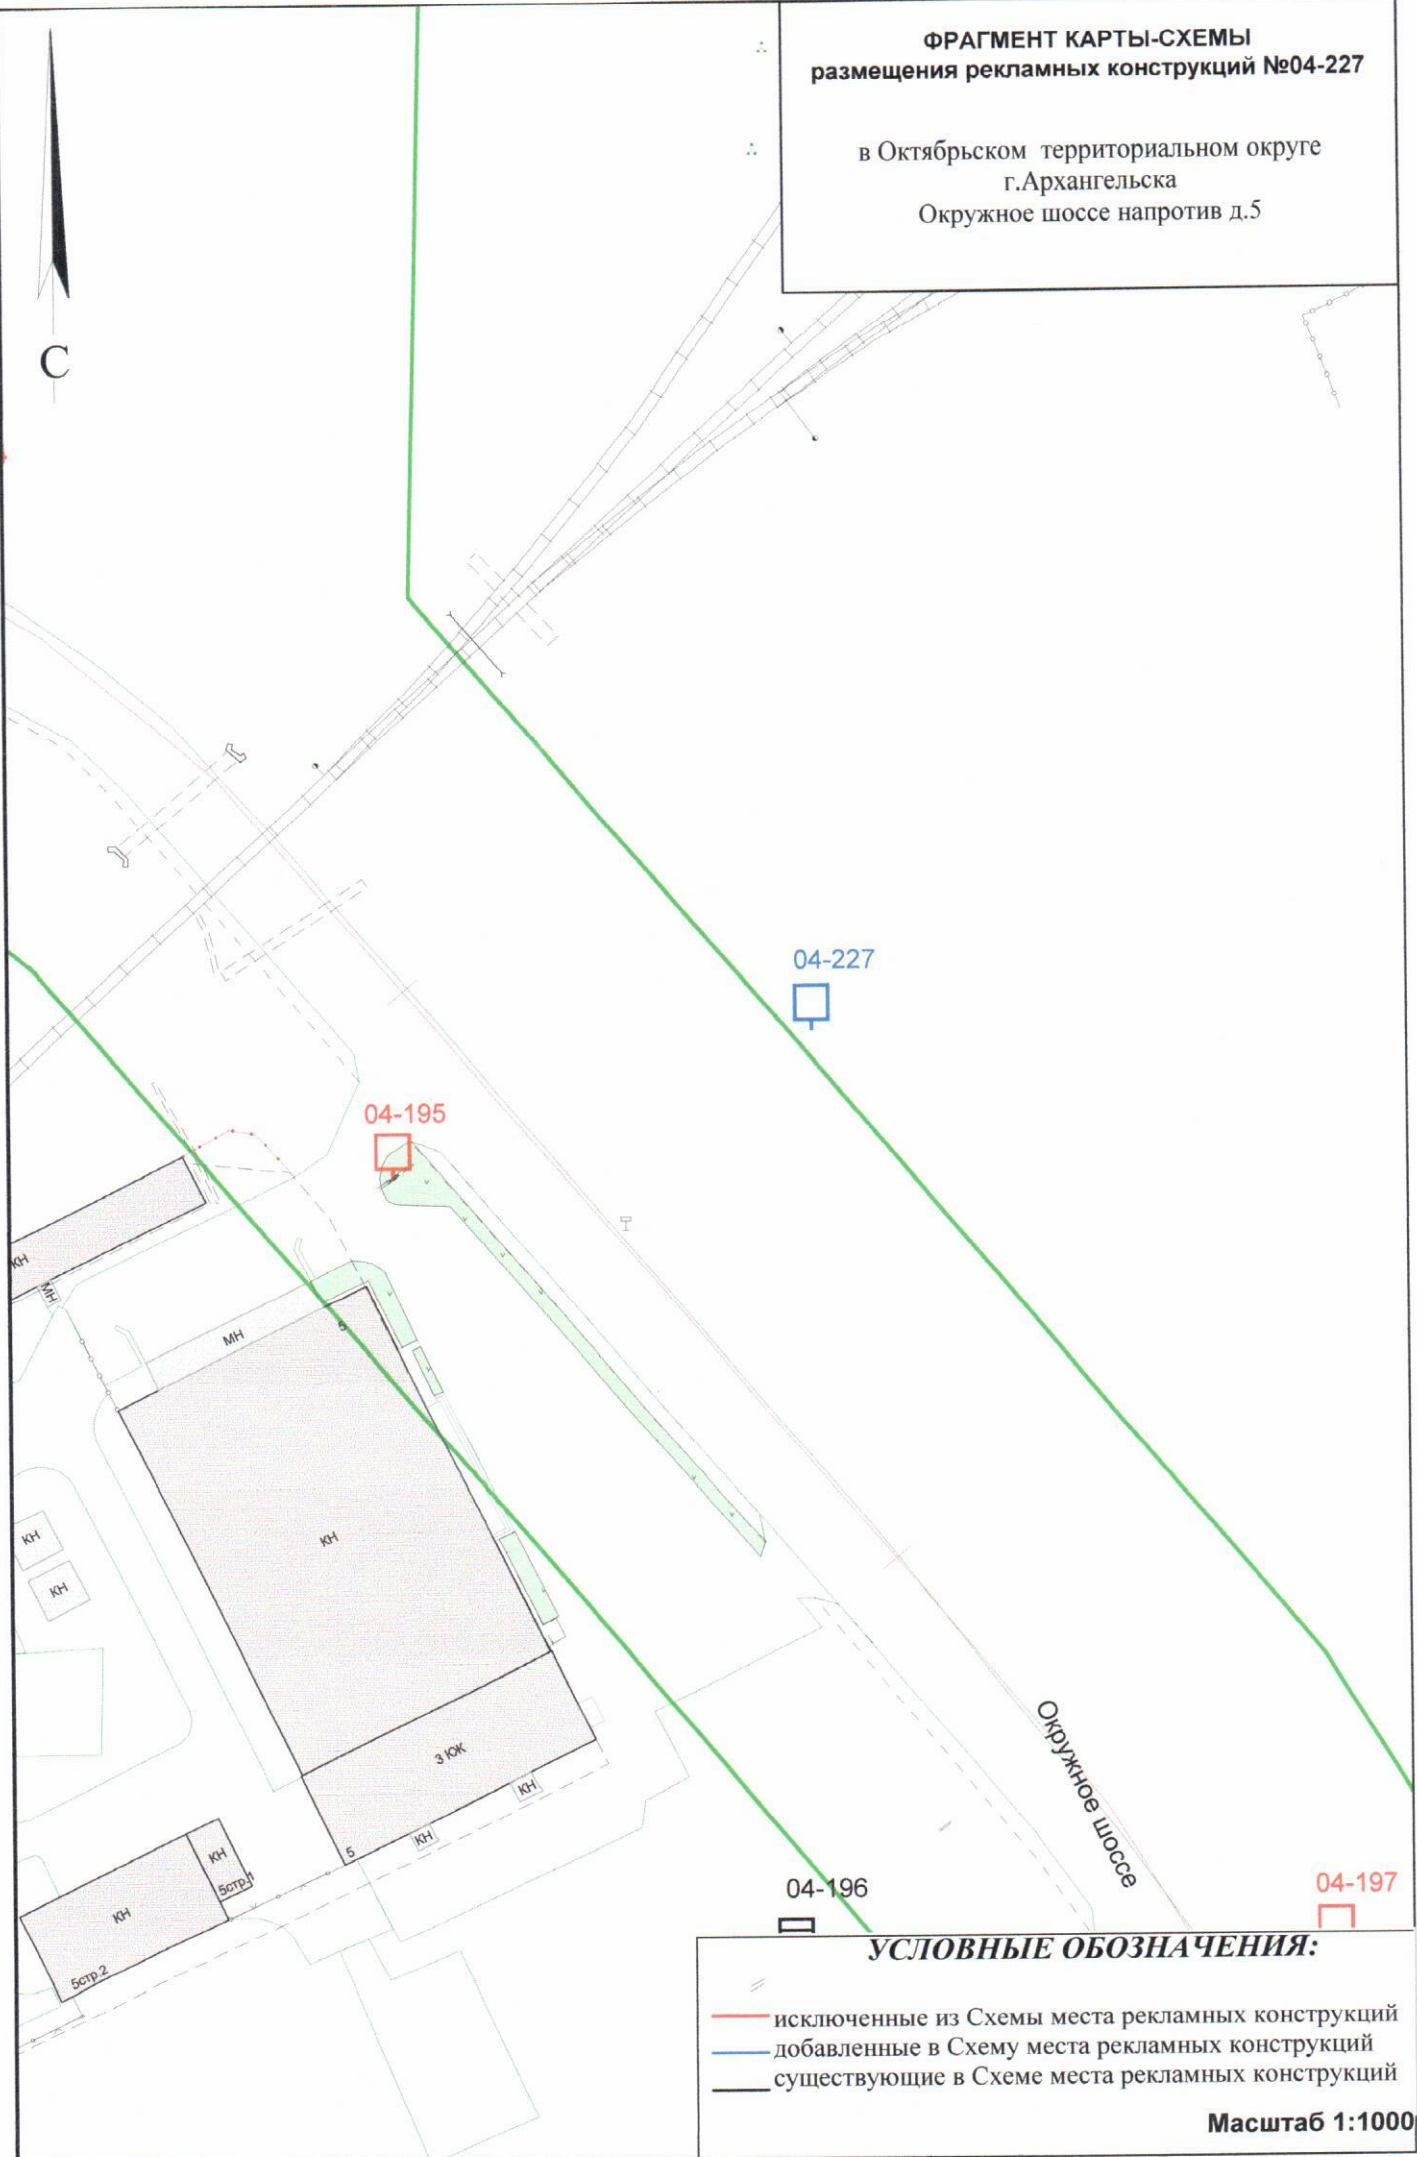 ФРАГМЕНТ КАРТЫ-СХЕМЫ
размещения рекламных конструкций №04-227
в Октябрьском территориальном округе
г.Архангельска
Окружное шоссе напротив д.5
С
04-227
04-195
КН
МН
МН
5
КН
КН
КН
3 КЖ
КН
КН
5
КН
5стр.1
КН
5стр.2
Окружное шоссе
04-196
04-197
УСЛОВНЫЕ ОБОЗНАЧЕНИЯ:
исключенные из Схемы места рекламных конструкций
добавленные в Схему места рекламных конструкций
существующие в Схеме места рекламных конструкций
Масштаб 1:1000